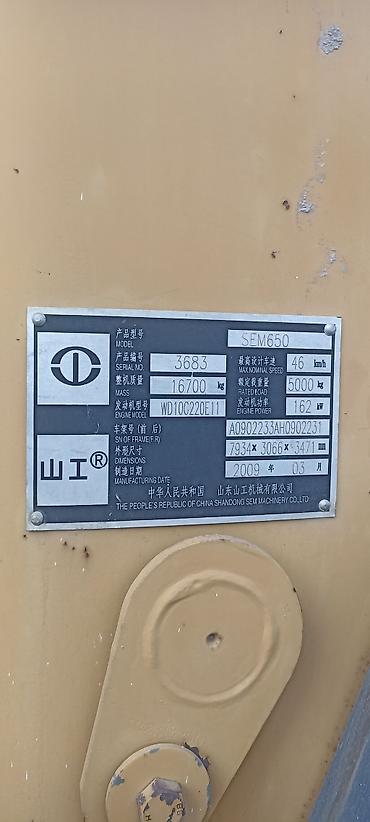 产品型号 SEM650
MODEL
产品编号 3683 最高设计车速 46 km/h
SERIAL NO MAX.NOMINAL SPEED
整机质量 16700 kg 额定载重量 5000 kg
MASS RATED ROAD
发动机型号 WD10G220E11 发动机功率 162 kW
ENGINE MODEL ENGINE POWER
车架号(前 后) A0902233AH0902231
SN OF FRAME(F/R)
外型尺寸 7934 x 3066 x 3471 mm
DIMENSIONS
制造日期 2009 年 03 月
MANUFACTURING DATE
山工®
中华人民共和国 山东山工机械有限公司
THE PEOPLE'S REPUBLIC OF CHINA SHANDONG SEM MACHINERY CO.,LTD